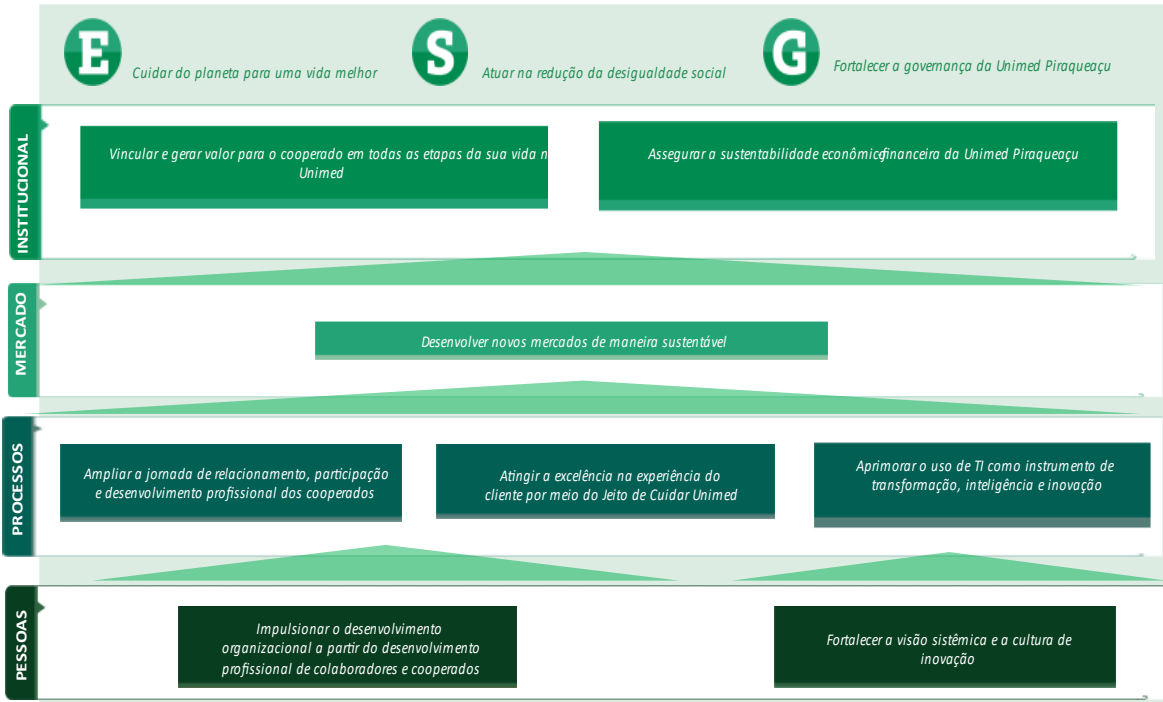 E
Cuidar do planeta para uma vida melhor
S
Atuar na redução da desigualdade social
G
Fortalecer a governança da Unimed Piraqueaçu
INSTITUCIONAL
Vincular e gerar valor para o cooperado em todas as etapas da sua vida n
Unimed
Assegurar a sustentabilidade econômicofinanceira da Unimed Piraqueaçu
MERCADO
Desenvolver novos mercados de maneira sustentável
PROCESSOS
Ampliar a jornada de relacionamento, participação
e desenvolvimento profissional dos cooperados
Atingir a excelência na experiência do
cliente por meio do Jeito de Cuidar Unimed
Aprimorar o uso de TI como instrumento de
transformação, inteligência e inovação
PESSOAS
Impulsionar o desenvolvimento
organizacional a partir do desenvolvimento
profissional de colaboradores e cooperados
Fortalecer a visão sistêmica e a cultura de
inovação